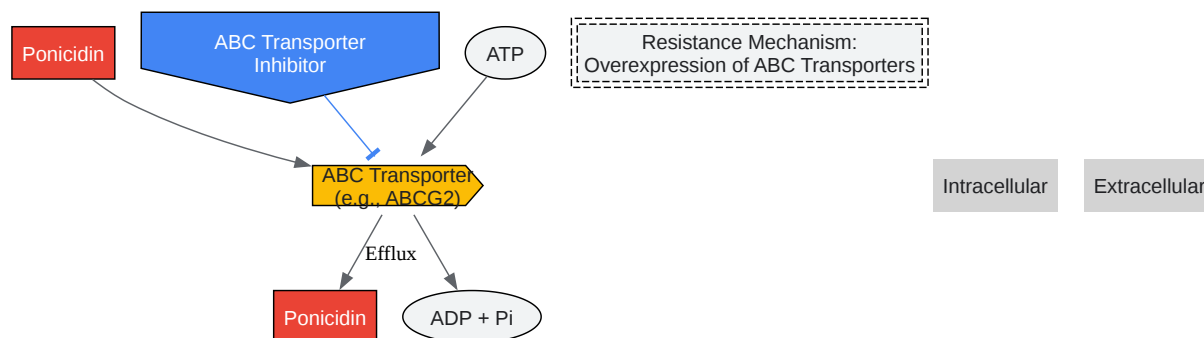 Ponicidin
ABC Transporter
Inhibitor
ATP
Resistance Mechanism:
Overexpression of ABC Transporters
ABC Transporter
(e.g., ABCG2)
Intracellular
Extracellular
Efflux
Ponicidin
ADP + Pi